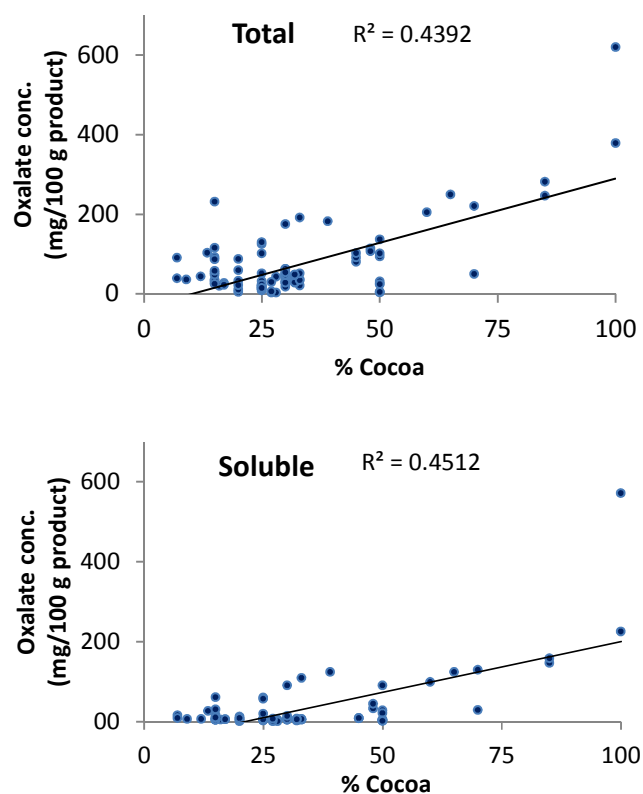 Total R² = 0.4392
Oxalate conc.
(mg/100 g product)
600
400
200
0
0 25 50 75 100
% Cocoa
Soluble R² = 0.4512
Oxalate conc.
(mg/100 g product)
600
400
200
00
0 25 50 75 100
% Cocoa